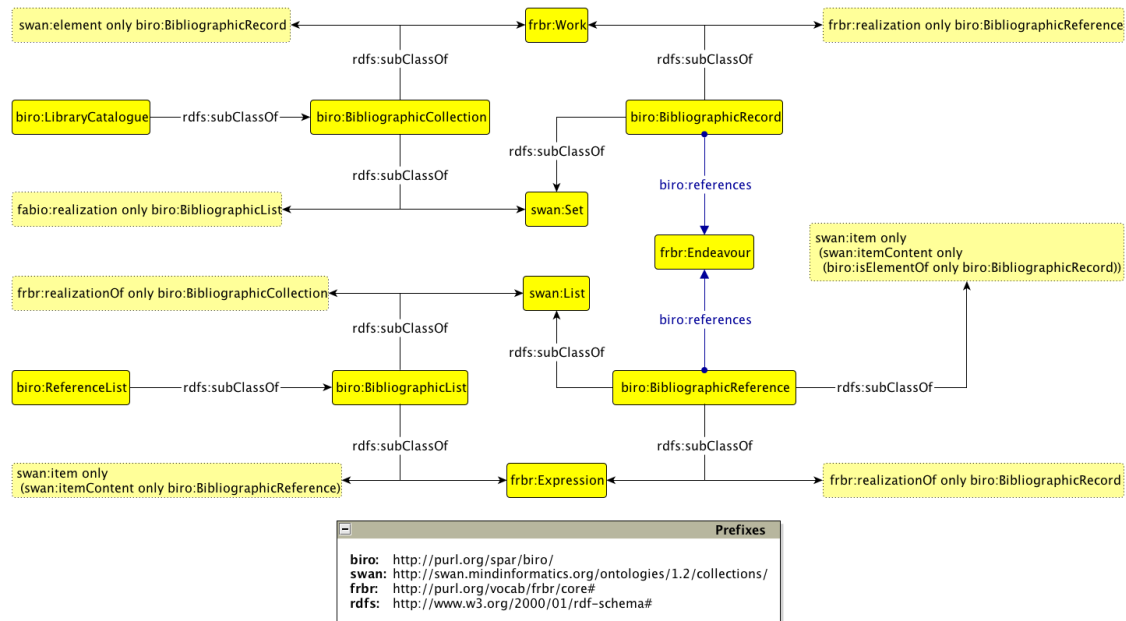 swan:element only biro:BibliographicRecord
frbr:Work
frbr:realization only biro:BibliographicReference
rdfs:subClassOf
rdfs:subClassOf
biro:LibraryCatalogue
rdfs:subClassOf
biro:BibliographicCollection
biro:BibliographicRecord
rdfs:subClassOf
rdfs:subClassOf
biro:references
fabio:realization only biro:BibliographicList
swan:Set
swan:item only
(swan:itemContent only
(biro:isElementOf only biro:BibliographicRecord))
frbr:Endeavour
frbr:realizationOf only biro:BibliographicCollection
swan:List
biro:references
rdfs:subClassOf
rdfs:subClassOf
biro:ReferenceList
rdfs:subClassOf
biro:BibliographicList
biro:BibliographicReference
rdfs:subClassOf
rdfs:subClassOf
rdfs:subClassOf
swan:item only
(swan:itemContent only biro:BibliographicReference)
frbr:Expression
frbr:realizationOf only biro:BibliographicRecord
Prefixes
biro: http://purl.org/spar/biro/
swan: http://swan.mindinformatics.org/ontologies/1.2/collections/
frbr: http://purl.org/vocab/frbr/core#
rdfs: http://www.w3.org/2000/01/rdf-schema#